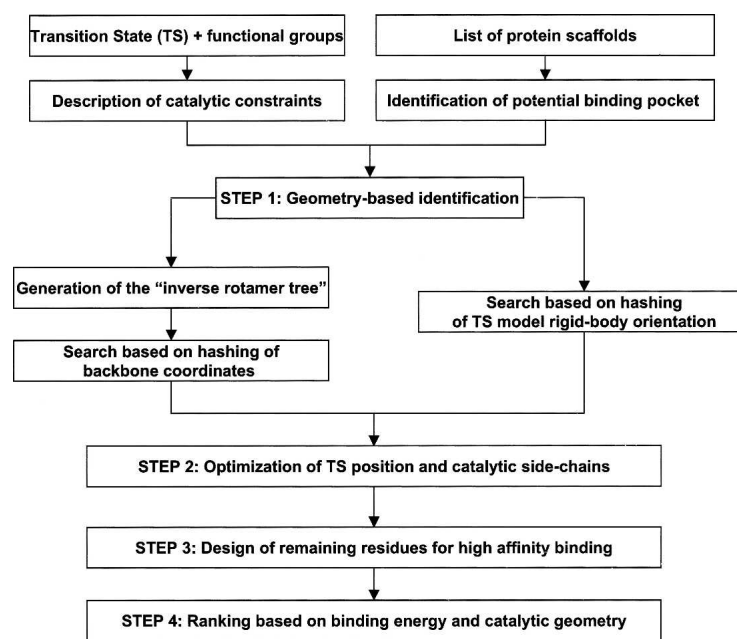 Transition State (TS) + functional groups
List of protein scaffolds
Description of catalytic constraints
Identification of potential binding pocket
STEP 1: Geometry-based identification
Generation of the “inverse rotamer tree”
Search based on hashing
of TS model rigid-body orientation
Search based on hashing of
backbone coordinates
STEP 2: Optimization of TS position and catalytic side-chains
STEP 3: Design of remaining residues for high affinity binding
STEP 4: Ranking based on binding energy and catalytic geometry